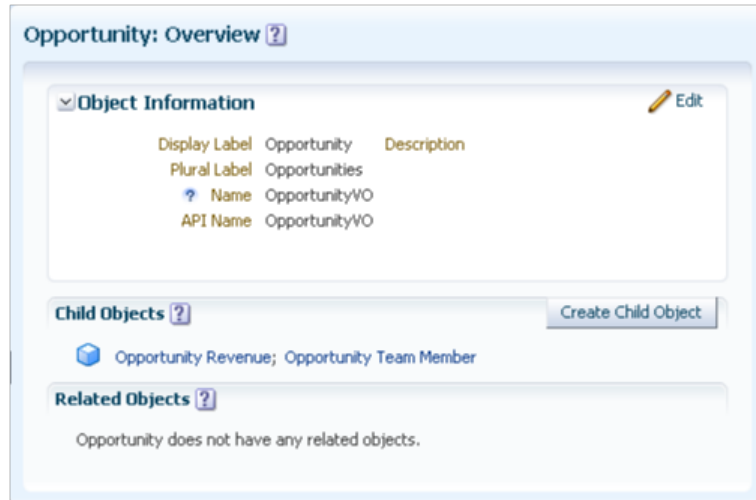 Opportunity: Overview ?
Object Information
Edit
Display Label Opportunity Description
Plural Label Opportunities
? Name OpportunityVO
API Name OpportunityVO
Child Objects ?
Create Child Object
Opportunity Revenue; Opportunity Team Member
Related Objects ?
Opportunity does not have any related objects.